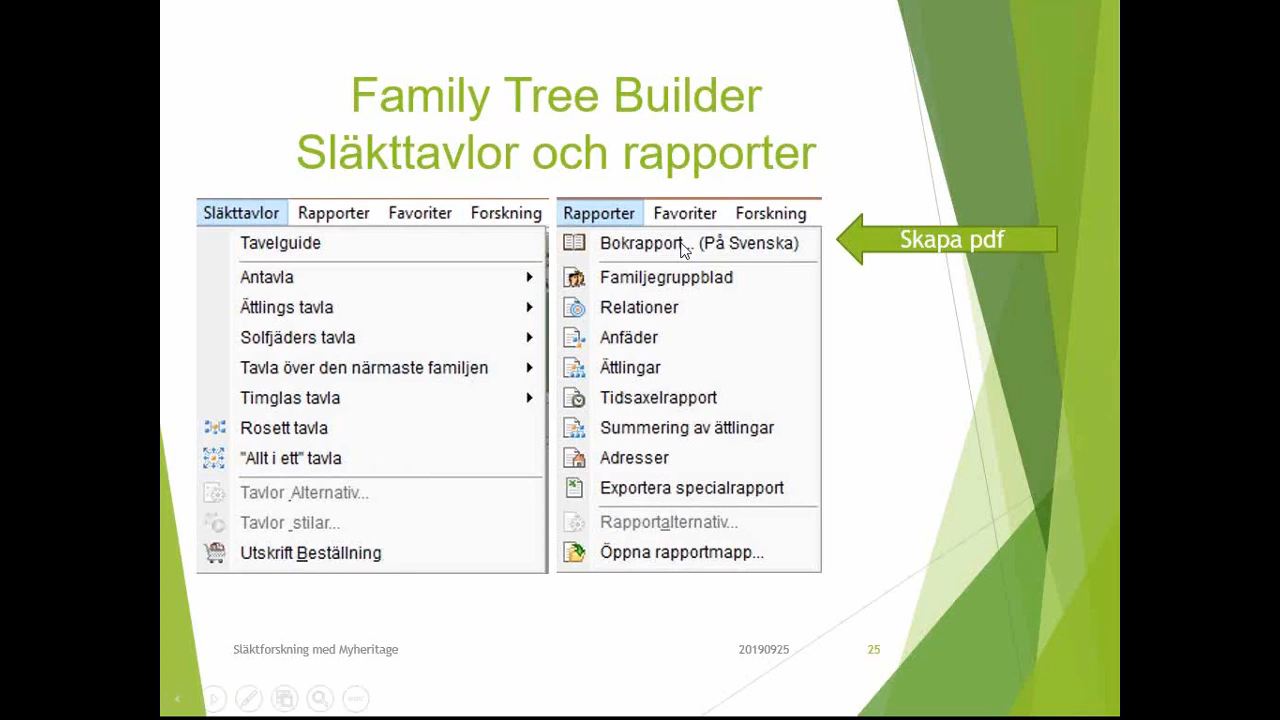 Family Tree Builder
Släkttavlor och rapporter
Släkttavlor Rapporter Favoriter Forskning
Tavelguide
Antavla
Ättlings tavla
Solfjäders tavla
Tavla över den närmaste familjen
Timglas tavla
Rosett tavla
"Allt i ett" tavla
Tavlor Alternativ...
Tavlor stilar...
Utskrift Beställning
Rapporter Favoriter Forskning
Bokrapport... (På Svenska)
Familjegruppblad
Relationer
Anfäder
Ättlingar
Tidsaxelrapport
Summering av ättlingar
Adresser
Exportera specialrapport
Rapportalternativ...
Öppna rapportmapp...
Skapa pdf
Släktforskning med Myheritage
20190925
25